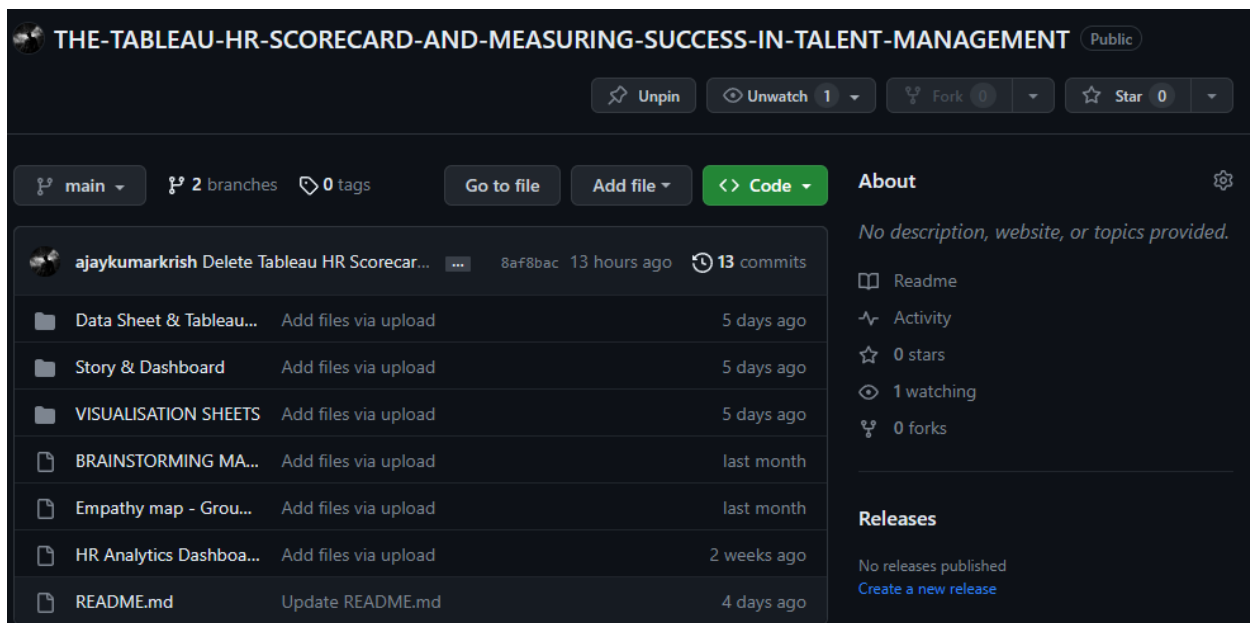 THE-TABLEAU-HR-SCORECARD-AND-MEASURING-SUCCESS-IN-TALENT-MANAGEMENT Public
Unpin Unwatch 1 Fork 0 Star 0
main 2 branches 0 tags Go to file Add file <> Code
ajaykumarkrish Delete Tableau HR Scorecar... ... 8af8bac 13 hours ago 13 commits
Data Sheet & Tableau... Add files via upload 5 days ago
Story & Dashboard Add files via upload 5 days ago
VISUALISATION SHEETS Add files via upload 5 days ago
BRAINSTORMING MA... Add files via upload last month
Empathy map - Grou... Add files via upload last month
HR Analytics Dashboa... Add files via upload 2 weeks ago
README.md Update README.md 4 days ago
About
No description, website, or topics provided.
Readme
Activity
0 stars
1 watching
0 forks
Releases
No releases published
Create a new release